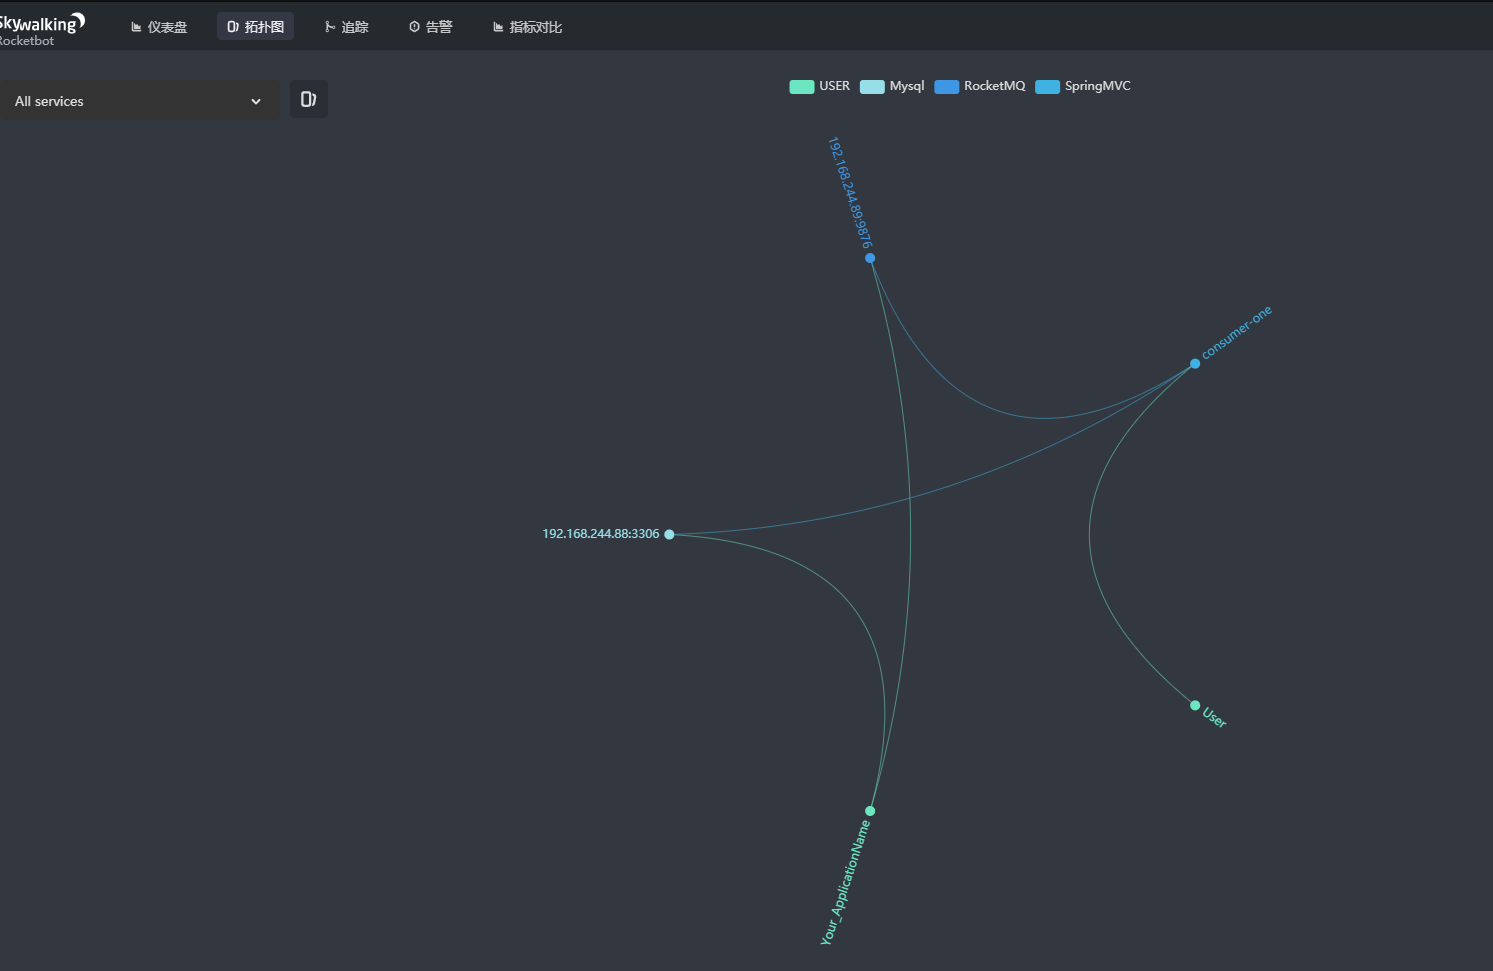 Skywalking
Rocketbot
仪表盘
拓扑图
追踪
告警
指标对比
All services
USER
Mysql
RocketMQ
SpringMVC
192.168.244.89:9876
consumer-one
192.168.244.88:3306
User
Your_ApplicationName